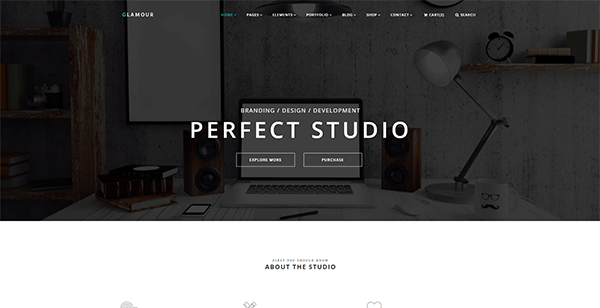 GLAMOUR HOME PAGES ELEMENTS PORTFOLIO BLOG SHOP CONTACT CART(2) SEARCH
BRANDING / DESIGN / DEVELOPMENT
PERFECT STUDIO
EXPLORE MORE PURCHASE
FIRST YOU SHOULD KNOW
ABOUT THE STUDIO